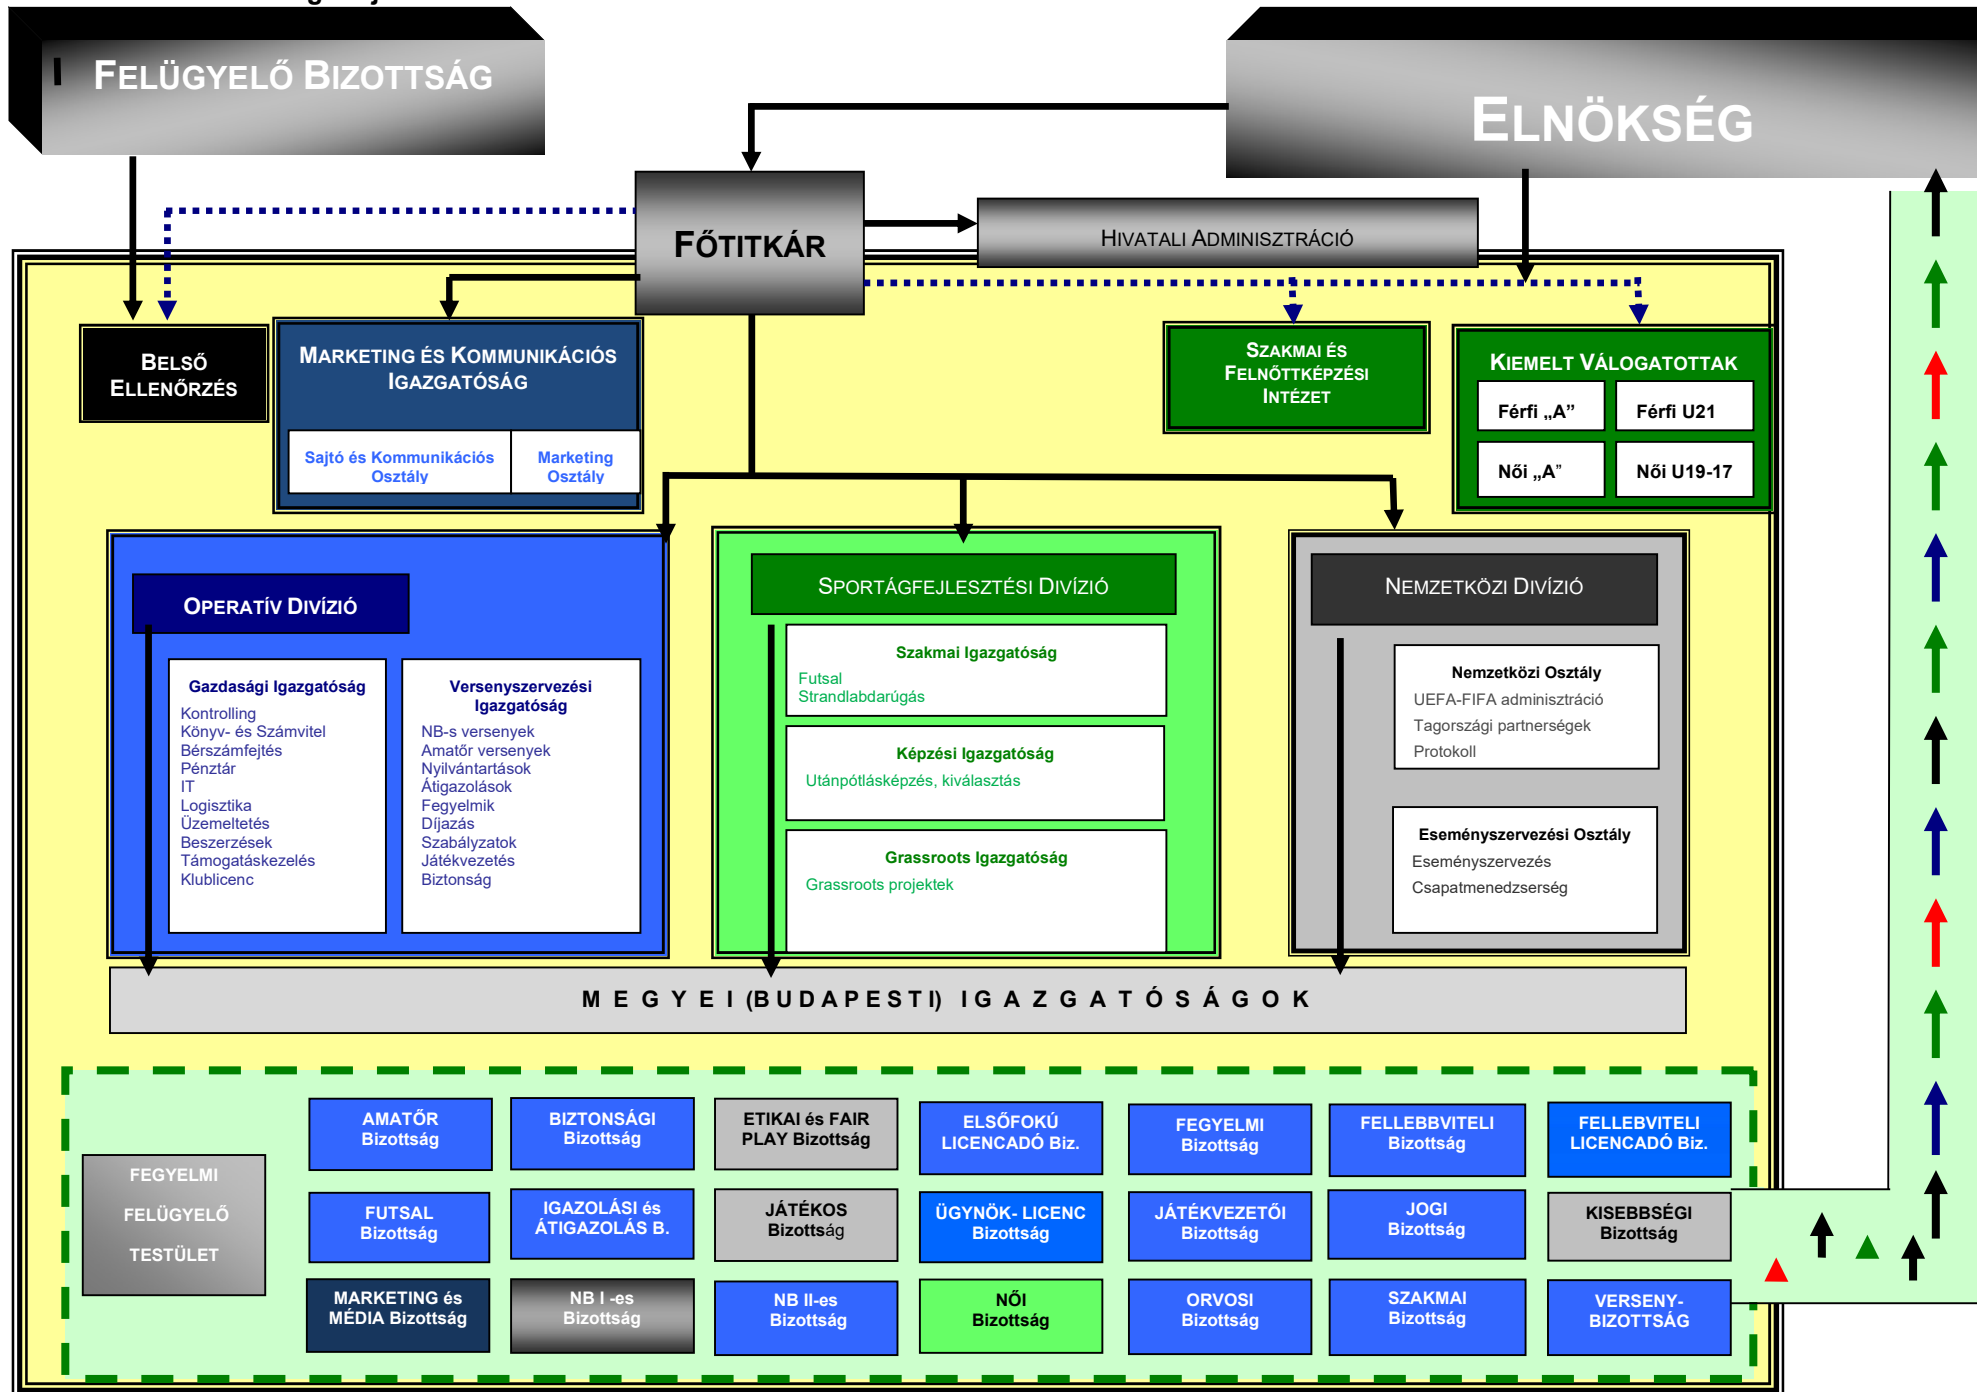 FELÜGYELŐ BIZOTTSÁG
ELNÖKSÉG
FŐTITKÁR
HIVATALI ADMINISZTRÁCIÓ
BELSŐ
ELLENŐRZÉS
MARKETING ÉS KOMMUNIKÁCIÓS
IGAZGATÓSÁG
Sajtó és Kommunikációs
Osztály
Marketing
Osztály
SZAKMAI ÉS
FELNŐTTKÉPZÉSI
INTÉZET
KIEMELT VÁLOGATOTTAK
Férfi „A”
Férfi U21
Női „A”
Női U19-17
OPERATÍV DIVÍZIÓ
Gazdasági Igazgatóság
Kontrolling
Könyv- és Számvitel
Bérszámfejtés
Pénztár
IT
Logisztika
Üzemeltetés
Beszerzések
Támogatáskezelés
Klublicenc
Versenyszervezési
Igazgatóság
NB-s versenyek
Amatőr versenyek
Nyilvántartások
Átigazolások
Fegyelmik
Díjazás
Szabályzatok
Játékvezetés
Biztonság
SPORTÁGFEJLESZTÉSI DIVÍZIÓ
Szakmai Igazgatóság
Futsal
Strandlabdarúgás
Képzési Igazgatóság
Utánpótlásképzés, kiválasztás
Grassroots Igazgatóság
Grassroots projektek
NEMZETKÖZI DIVÍZIÓ
Nemzetközi Osztály
UEFA-FIFA adminisztráció
Tagországi partnerségek
Protokoll
Eseményszervezési Osztály
Eseményszervezés
Csapatmenedzserség
MEGYEI (BUDAPESTI) IGAZGATÓSÁGOK
FEGYELMI
FELÜGYELŐ
TESTÜLET
AMATŐR
Bizottság
BIZTONSÁGI
Bizottság
ETIKAI és FAIR
PLAY Bizottság
ELSŐFOKÚ
LICENCADÓ Biz.
FEGYELMI
Bizottság
FELLEBBVITELI
Bizottság
FELLEBVITELI
LICENCADÓ Biz.
FUTSAL
Bizottság
IGAZOLÁSI és
ÁTIGAZOLÁS B.
JÁTÉKOS
Bizottság
ÜGYNÖK- LICENC
Bizottság
JÁTÉKVEZETŐI
Bizottság
JOGI
Bizottság
KISEBBSÉGI
Bizottság
MARKETING és
MÉDIA Bizottság
NB I -es
Bizottság
NB II-es
Bizottság
NŐI
Bizottság
ORVOSI
Bizottság
SZAKMAI
Bizottság
VERSENY-
BIZOTTSÁG